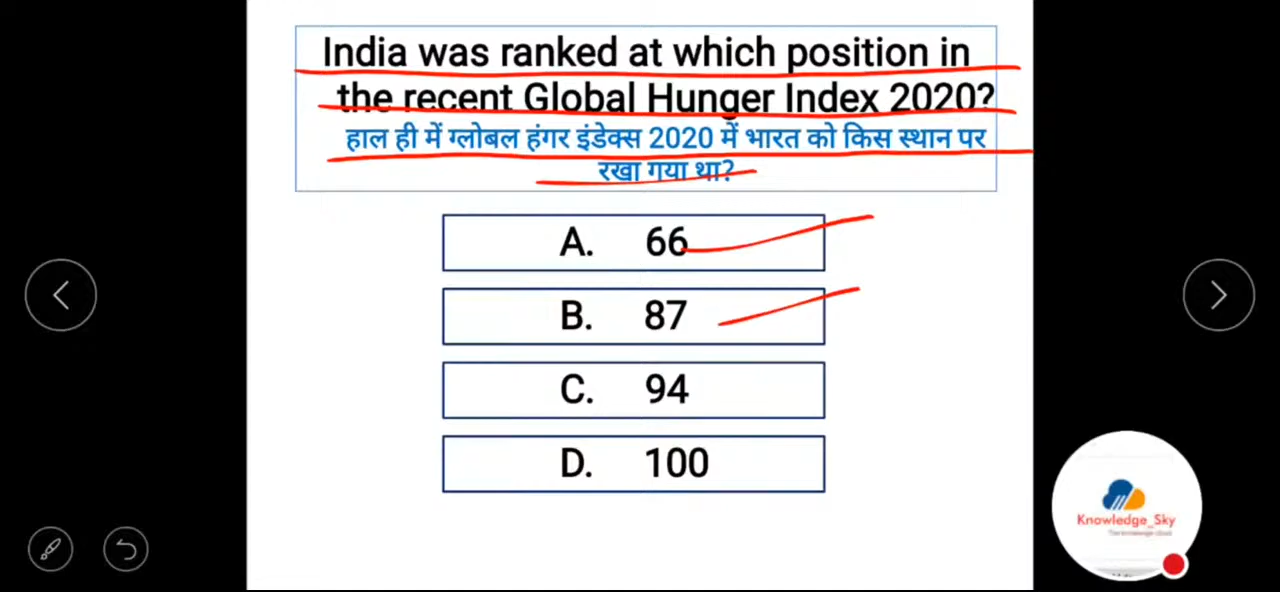 India was ranked at which position in
the recent Global Hunger Index 2020?
हाल ही में ग्लोबल हंगर इंडेक्स 2020 में भारत को किस स्थान पर
रखा गया था?
A. 66
B. 87
C. 94
D. 100
Knowledge_Sky